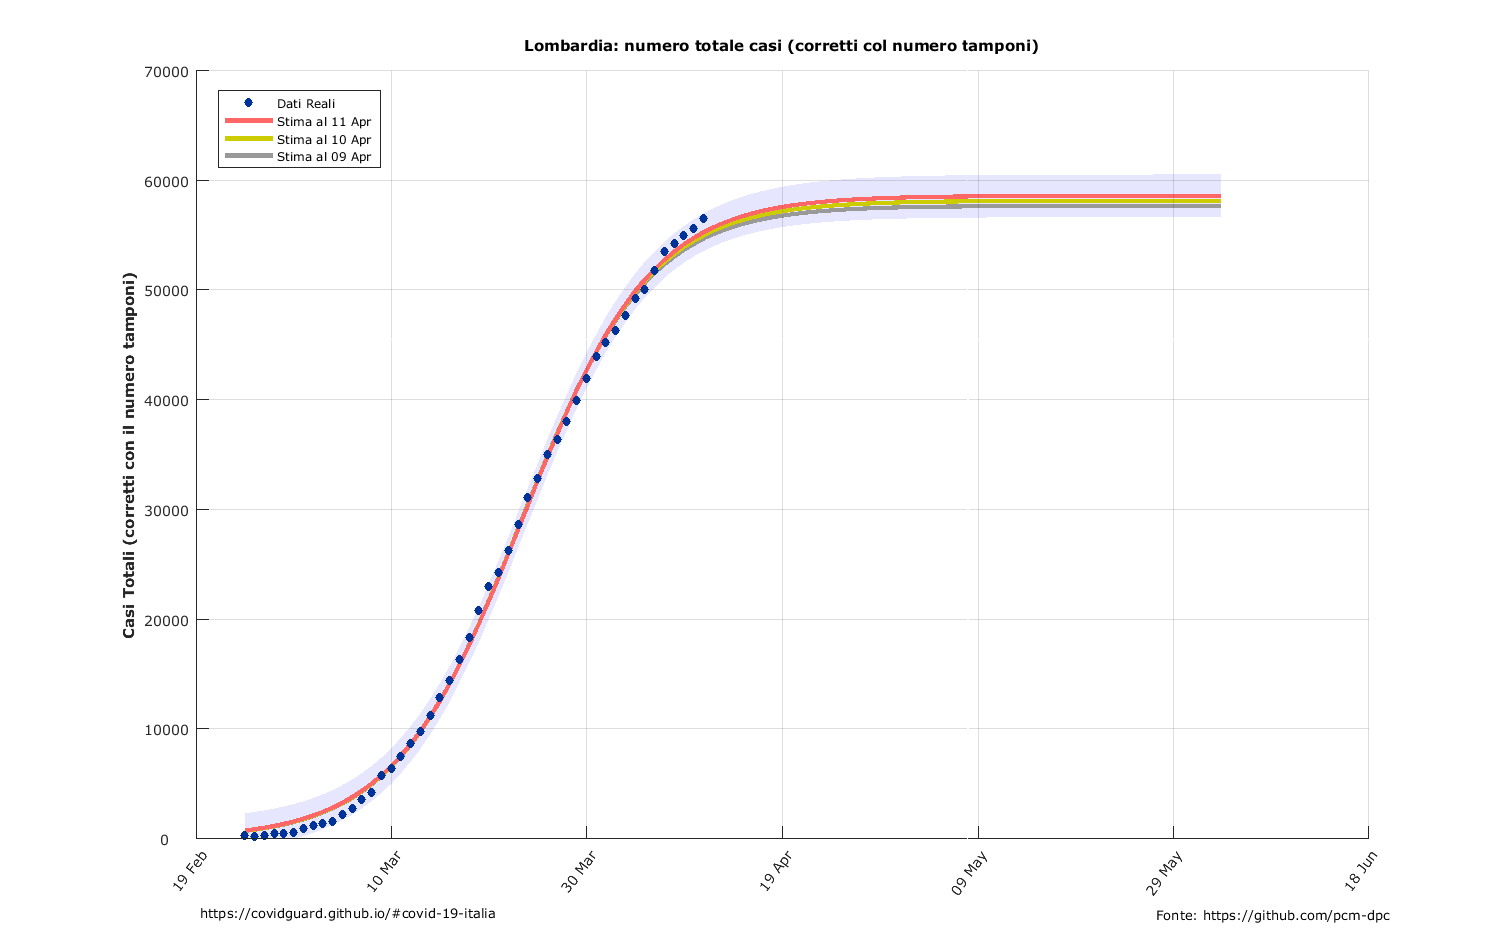 Lombardia: numero totale casi (corretti col numero tamponi)
Dati Reali
Stima al 11 Apr
Stima al 10 Apr
Stima al 09 Apr
Casi Totali (corretti con il numero tamponi)
70000
60000
50000
40000
30000
20000
10000
0
19 Feb
10 Mar
30 Mar
19 Apr
09 May
29 May
18 Jun
https://covidguard.github.io/#covid-19-italia
Fonte: https://github.com/pcm-dpc